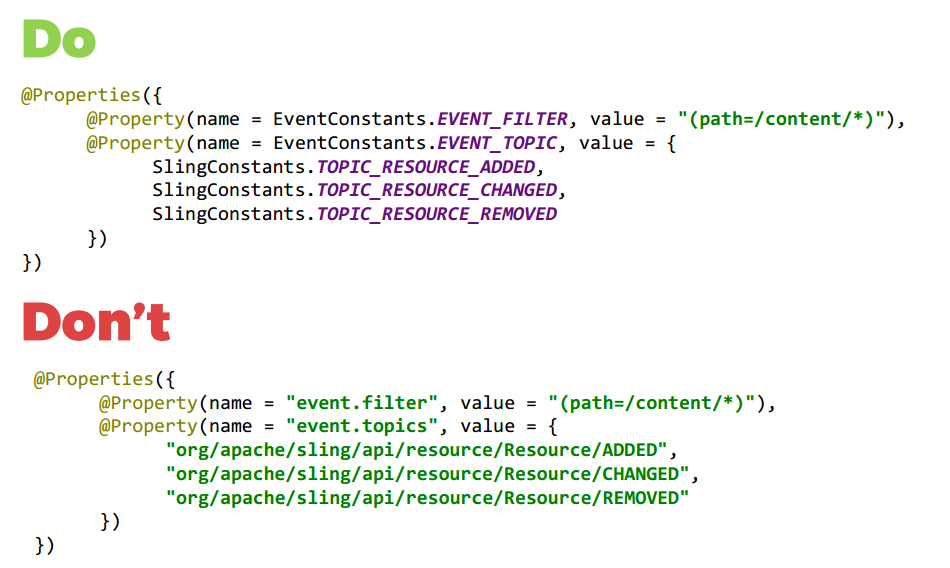 Do
@Properties({
@Property(name = EventConstants.EVENT_FILTER, value = "(path=/content/*)"),
@Property(name = EventConstants.EVENT_TOPIC, value = {
SlingConstants.TOPIC_RESOURCE_ADDED,
SlingConstants.TOPIC_RESOURCE_CHANGED,
SlingConstants.TOPIC_RESOURCE_REMOVED
})
})
Don't
@Properties({
@Property(name = "event.filter", value = "(path=/content/*)"),
@Property(name = "event.topics", value = {
"org/apache/sling/api/resource/Resource/ADDED",
"org/apache/sling/api/resource/Resource/CHANGED",
"org/apache/sling/api/resource/Resource/REMOVED"
})
})